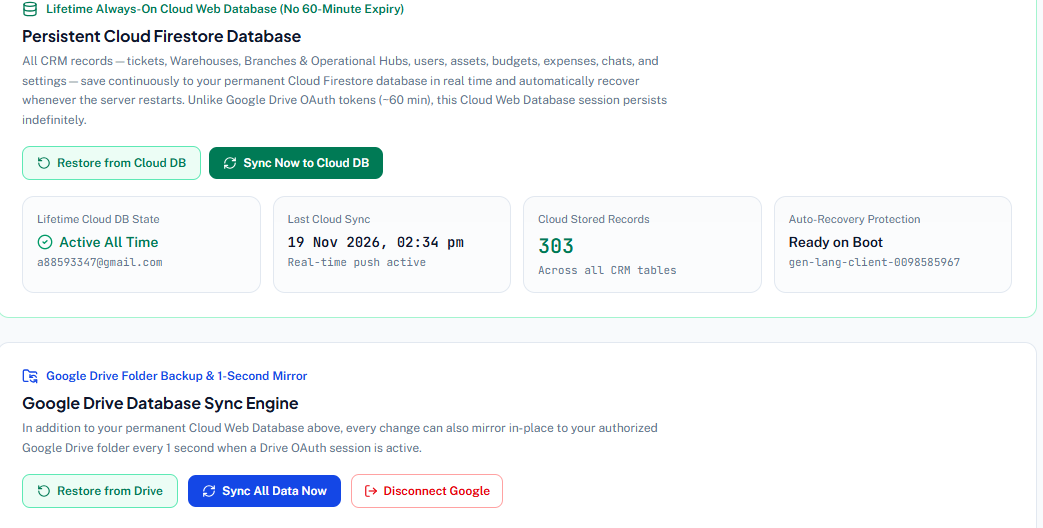 Lifetime Always-On Cloud Web Database (No 60-Minute Expiry)
Persistent Cloud Firestore Database
All CRM records—tickets, Warehouses, Branches & Operational Hubs, users, assets, budgets, expenses, chats, and
settings—save continuously to your permanent Cloud Firestore database in real time and automatically recover
whenever the server restarts. Unlike Google Drive OAuth tokens (~60 min), this Cloud Web Database session persists
indefinitely.
Restore from Cloud DB
Sync Now to Cloud DB
Lifetime Cloud DB State
Active All Time
a88593347@gmail.com
Last Cloud Sync
19 Nov 2026, 02:34 pm
Real-time push active
Cloud Stored Records
303
Across all CRM tables
Auto-Recovery Protection
Ready on Boot
gen-lang-client-0098585967
Google Drive Folder Backup & 1-Second Mirror
Google Drive Database Sync Engine
In addition to your permanent Cloud Web Database above, every change can also mirror in-place to your authorized
Google Drive folder every 1 second when a Drive OAuth session is active.
Restore from Drive
Sync All Data Now
Disconnect Google